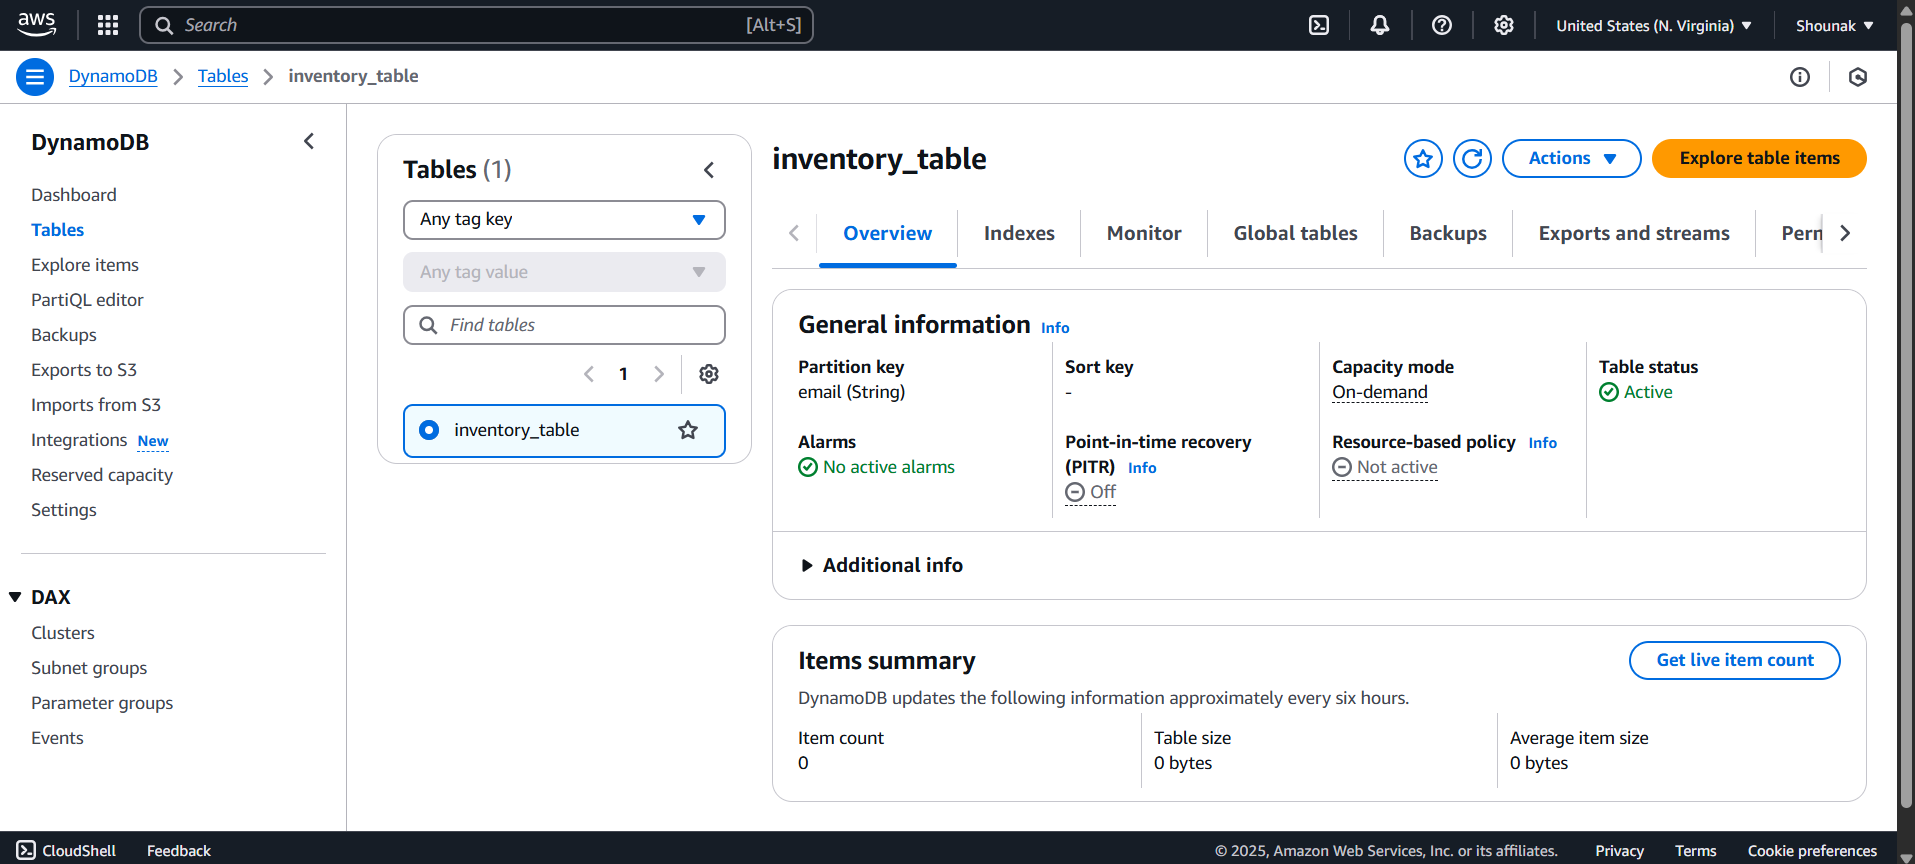 aws
Search [Alt+S]
United States (N. Virginia)
Shounak
DynamoDB
Tables
inventory_table
DynamoDB
Dashboard
Tables
Explore items
PartiQL editor
Backups
Exports to S3
Imports from S3
Integrations New
Reserved capacity
Settings
DAX
Clusters
Subnet groups
Parameter groups
Events
Tables (1)
Any tag key
Any tag value
Find tables
1
inventory_table
inventory_table
Actions
Explore table items
Overview
Indexes
Monitor
Global tables
Backups
Exports and streams
General information Info
Partition key
email (String)
Sort key
-
Capacity mode
On-demand
Table status
Active
Alarms
No active alarms
Point-in-time recovery
(PITR) Info
Off
Resource-based policy Info
Not active
Additional info
Items summary
Get live item count
DynamoDB updates the following information approximately every six hours.
Item count
0
Table size
0 bytes
Average item size
0 bytes
CloudShell
Feedback
© 2025, Amazon Web Services, Inc. or its affiliates.
Privacy
Terms
Cookie preferences